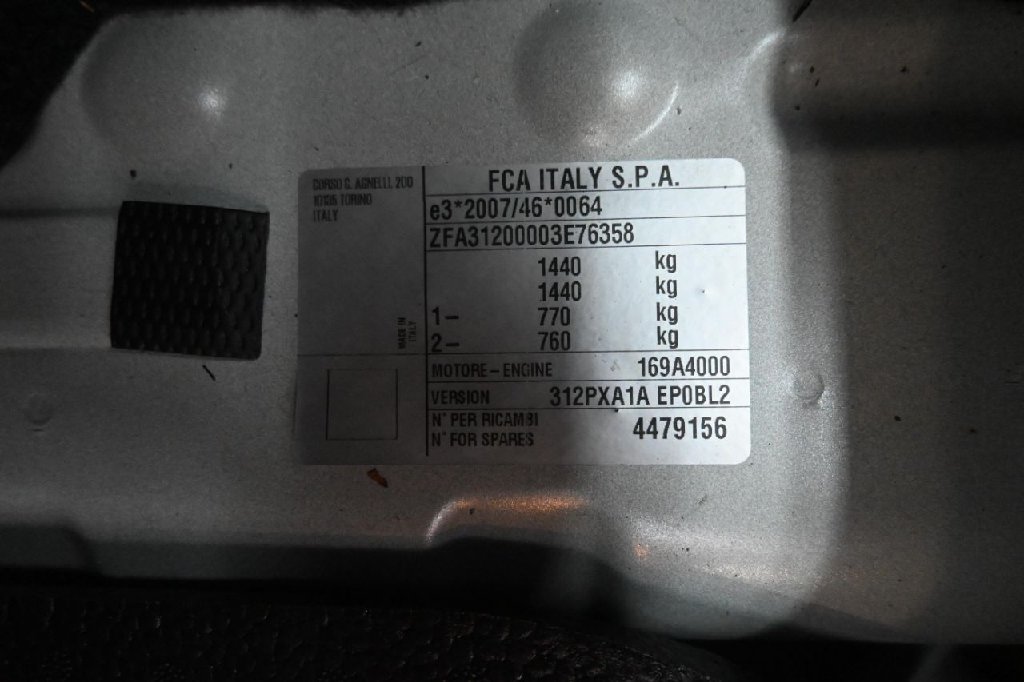 CORSO G. AGNELLI, 200
10135 TORINO
ITALY
MADE IN
ITALY
FCA ITALY S.P.A.
e3*2007/46*0064
ZFA31200003E76358
1440 kg
1440 kg
1- 770 kg
2- 760 kg
MOTORE-ENGINE 169A4000
VERSION 312PXA1A EP0BL2
N° PER RICAMBI
N° FOR SPARES 4479156